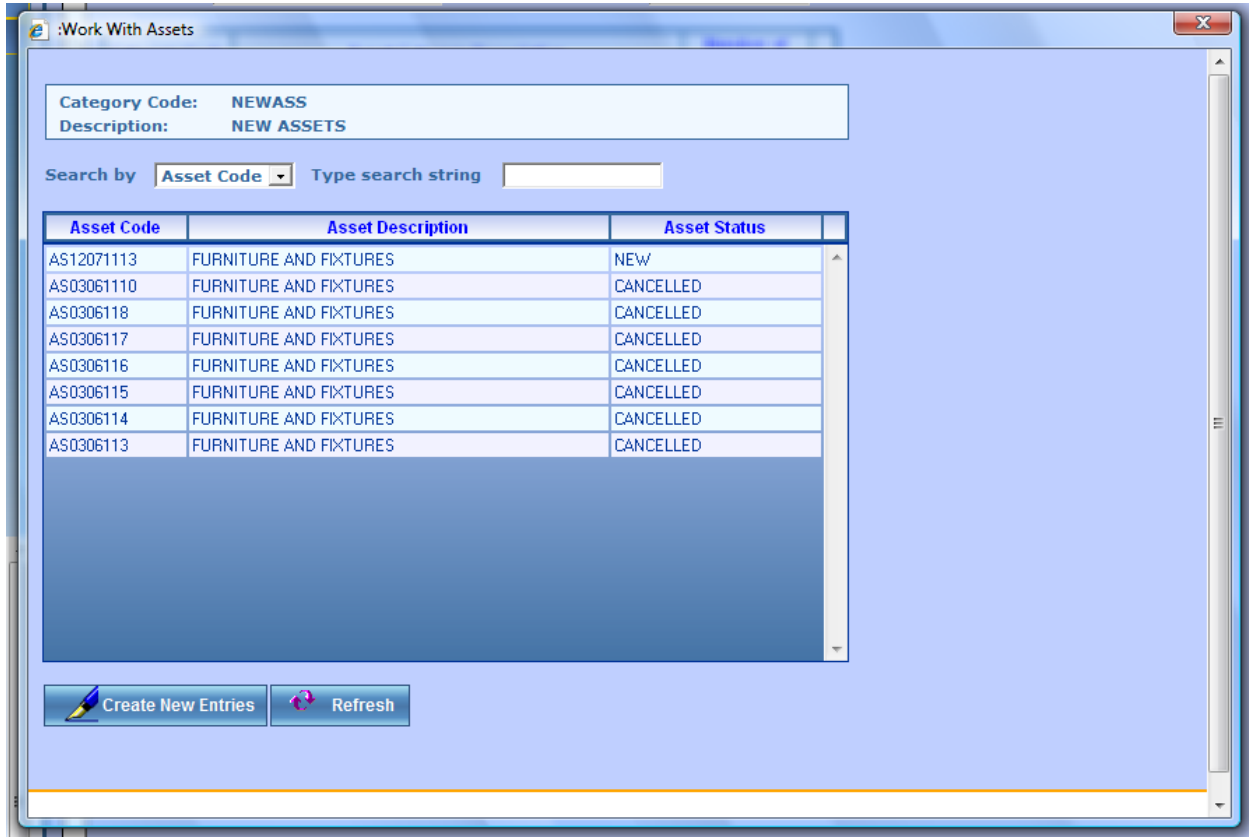 :Work With Assets
Category Code: NEWASS
Description: NEW ASSETS
Search by Asset Code Type search string
Asset Code Asset Description Asset Status
AS12071113 FURNITURE AND FIXTURES NEW
AS03061110 FURNITURE AND FIXTURES CANCELLED
AS0306118 FURNITURE AND FIXTURES CANCELLED
AS0306117 FURNITURE AND FIXTURES CANCELLED
AS0306116 FURNITURE AND FIXTURES CANCELLED
AS0306115 FURNITURE AND FIXTURES CANCELLED
AS0306114 FURNITURE AND FIXTURES CANCELLED
AS0306113 FURNITURE AND FIXTURES CANCELLED
Create New Entries Refresh